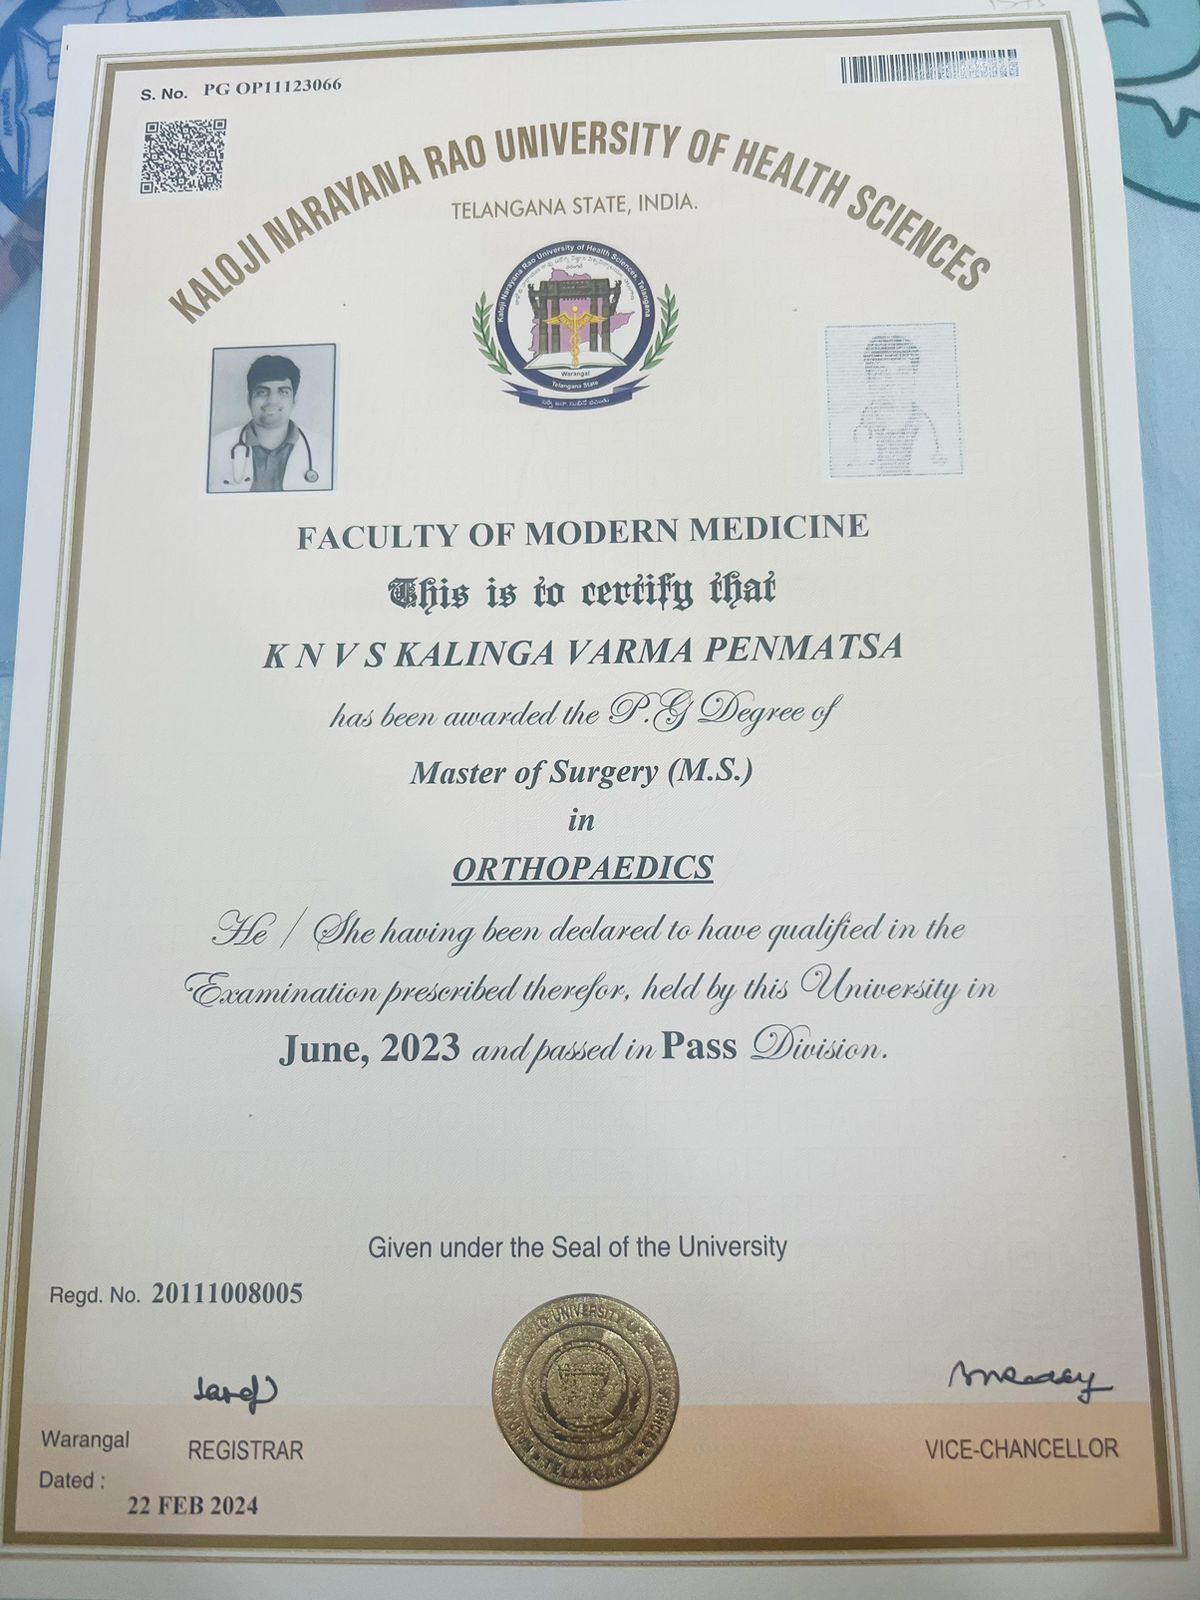 S. No. PG OP11123066
KALOJI NARAYANA RAO UNIVERSITY OF HEALTH SCIENCES
TELANGANA STATE, INDIA.
Kaloji Narayana Rao University of Health Sciences, Telangana
Warangal
Telangana State
FACULTY OF MODERN MEDICINE
This is to certify that
K N V S KALINGA VARMA PENMATSA
has been awarded the P.G Degree of
Master of Surgery (M.S.)
in
ORTHOPAEDICS
He / She having been declared to have qualified in the
Examination prescribed therefor, held by this University in
June, 2023 and passed in Pass Division.
Given under the Seal of the University
Regd. No. 20111008005
Warangal
REGISTRAR
VICE-CHANCELLOR
Dated :
22 FEB 2024